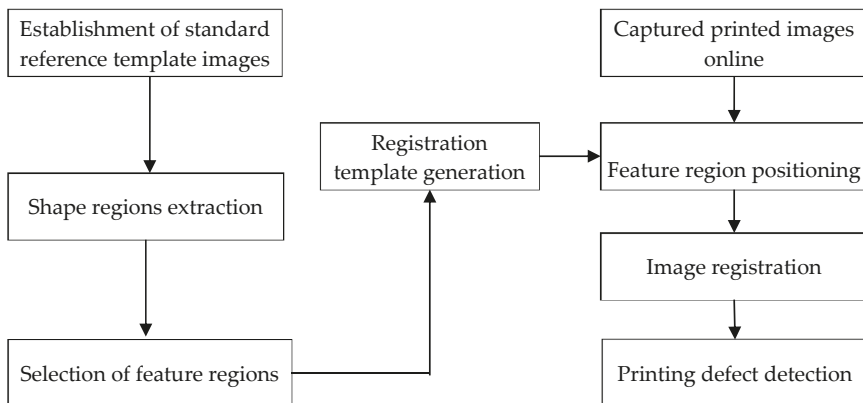 Establishment of standard
reference template images
Shape regions extraction
Selection of feature regions
Registration
template generation
Captured printed images
online
Feature region positioning
Image registration
Printing defect detection